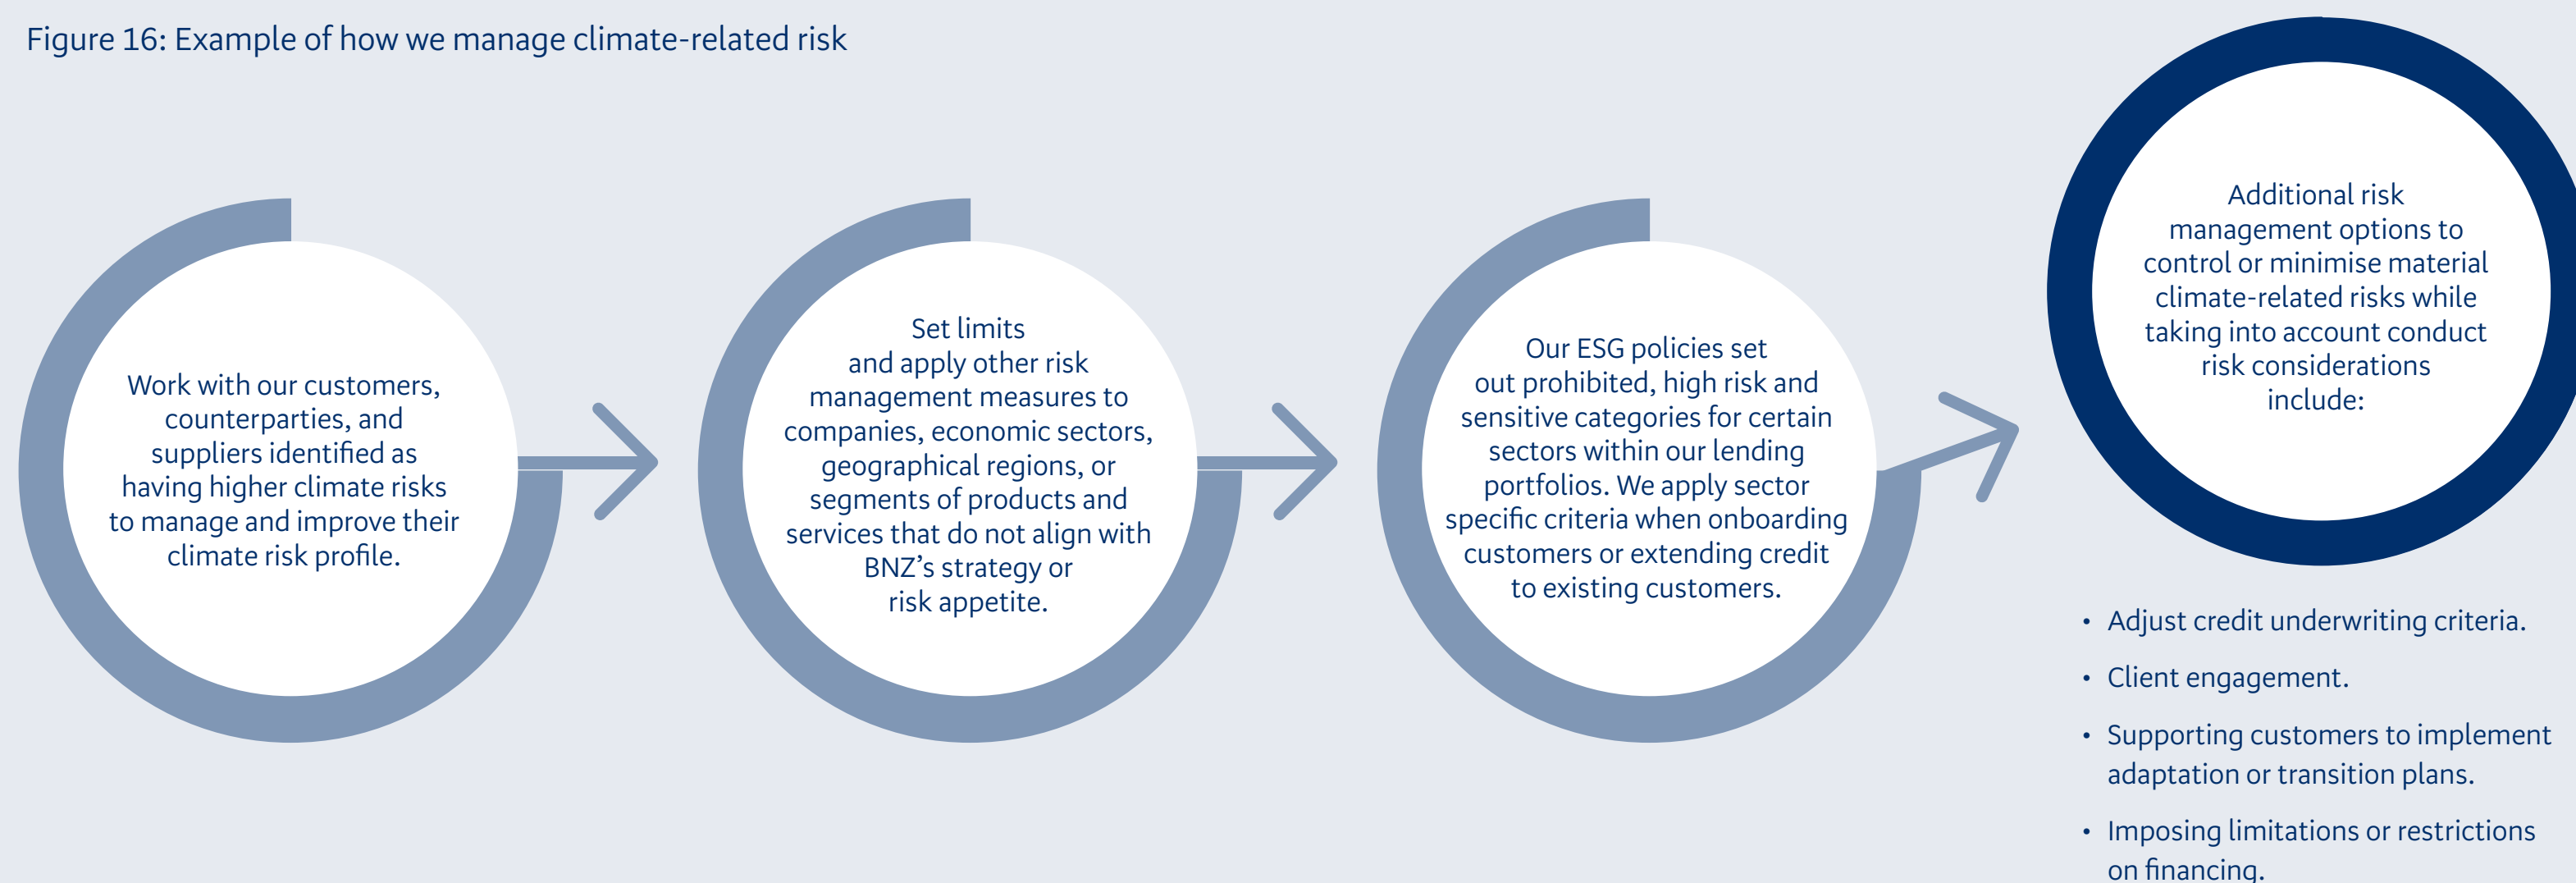 Figure 16: Example of how we manage climate-related risk
Work with our customers,
counterparties, and
suppliers identified as
having higher climate risks
to manage and improve their
climate risk profile.
Set limits
and apply other risk
management measures to
companies, economic sectors,
geographical regions, or
segments of products and
services that do not align with
BNZ’s strategy or
risk appetite.
Our ESG policies set
out prohibited, high risk and
sensitive categories for certain
sectors within our lending
portfolios. We apply sector
specific criteria when onboarding
customers or extending credit
to existing customers.
Additional risk
management options to
control or minimise material
climate-related risks while
taking into account conduct
risk considerations
include:
• Adjust credit underwriting criteria.
• Client engagement.
• Supporting customers to implement
adaptation or transition plans.
• Imposing limitations or restrictions
on financing.